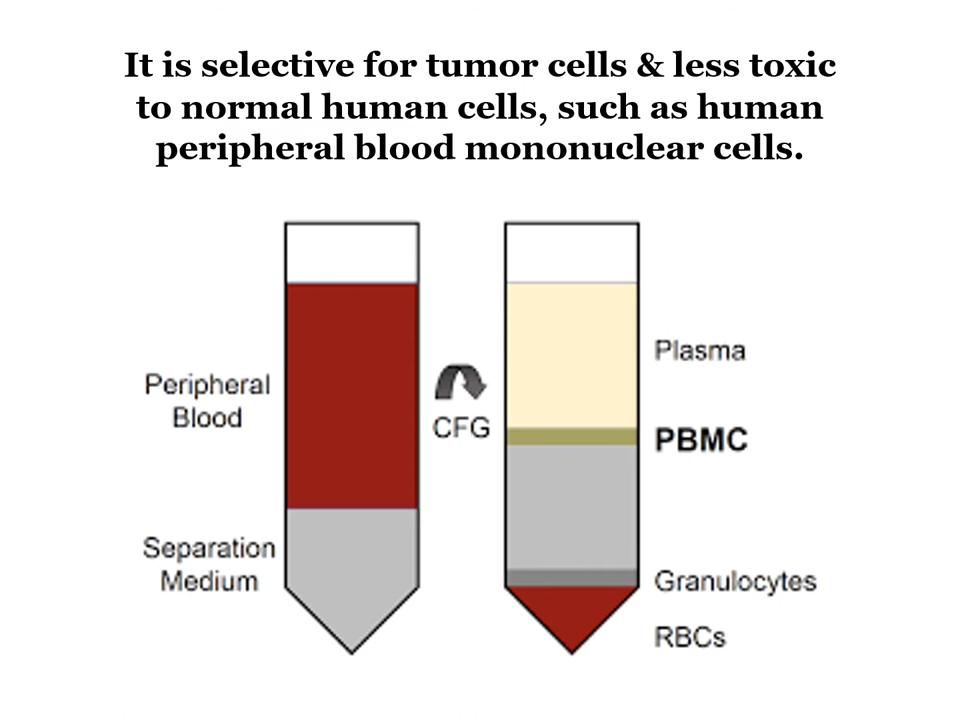 It is selective for tumor cells & less toxic
to normal human cells, such as human
peripheral blood mononuclear cells.
Peripheral
Blood
Separation
Medium
CFG
Plasma
PBMC
Granulocytes
RBCs